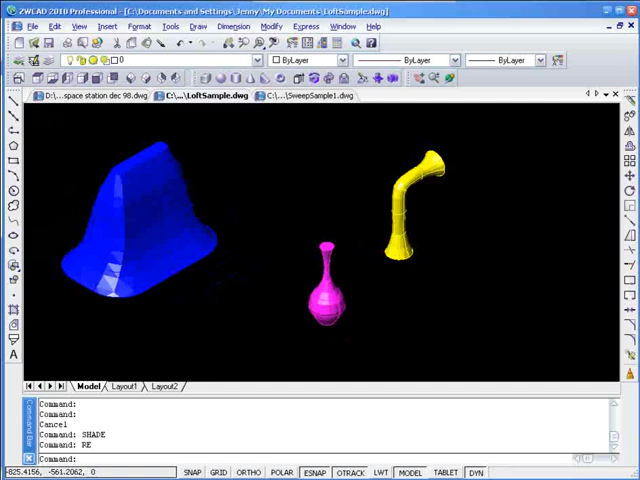 ZWCAD 2010 Professional - [C:\Documents and Settings\Jenny\My Documents\LoftSample.dwg]
File Edit View Insert Format Tools Draw Dimension Modify Express Window Help
0 ByLayer ByLayer ByLayer
D:\...space station dec 98.dwg C:\...\LoftSample.dwg C:\...\SweepSample1.dwg
Model Layout1 Layout2
Command Bar
Command:
Command:
Cancel
Command: SHADE
Command: RE
Command:
-825.4156, -561.2062, 0 SNAP GRID ORTHO POLAR ESNAP OTRACK LWT MODEL TABLET DYN